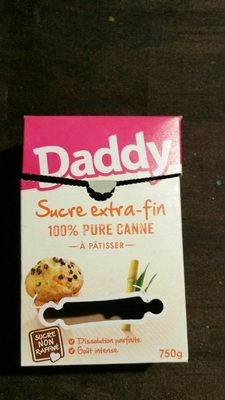 Daddy
Sucre extra-fin
100% PURE CANNE
— À PÂTISSER —
SUCRE
NON
RAFFINÉ
✓ Dissolution parfaite
✓ Goût intense
750g